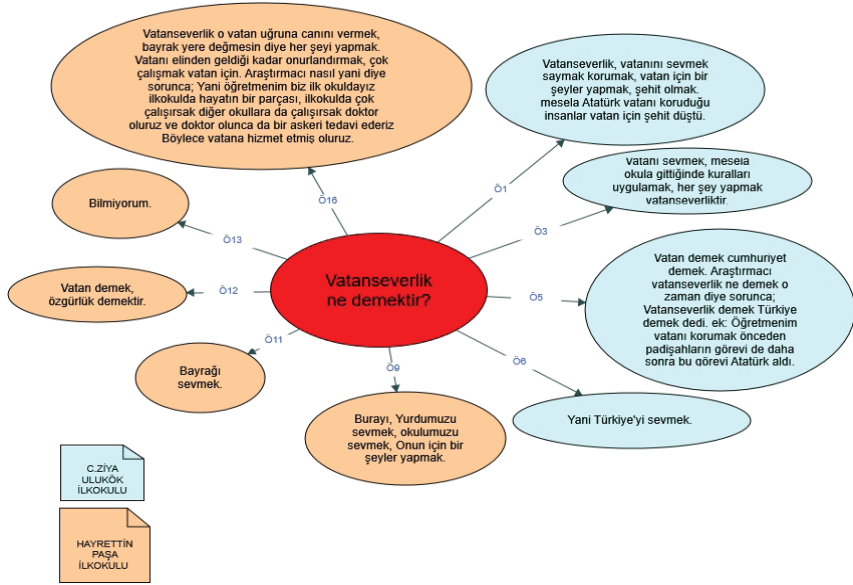 Vatanseverlik o vatan uğruna canını vermek,
bayrak yere değmesin diye her şeyi yapmak.
Vatanı elinden geldiği kadar onurlandırmak, çok
çalışmak vatan için. Araştırmacı nasıl yani diye
sorunca; Yani öğretmenim biz ilk okuldayız
ilkokulda hayatın bir parçası, ilkokulda çok
çalışırsak diğer okullara da çalışırsak doktor
oluruz ve doktor olunca da bir askeri tedavi ederiz
Böylece vatana hizmet etmiş oluruz.
Vatanseverlik, vatanını sevmek
saymak korumak, vatan için bir
şeyler yapmak, şehit olmak.
mesela Atatürk vatanı koruduğu
insanlar vatan için şehit düştü.
Ö16
Ö1
vatanı sevmek, mesela
okula gittiğinde kuralları
uygulamak, her şey yapmak
vatanseverliktir.
Bilmiyorum.
Ö13
Ö3
Vatanseverlik
ne demektir?
Vatan demek,
özgürlük demektir.
Ö12
Ö5
Vatan demek cumhuriyet
demek. Araştırmacı
vatanseverlik ne demek o
zaman diye sorunca;
Vatanseverlik demek Türkiye
demek dedi. ek: Öğretmenim
vatanı korumak önceden
padişahların görevi de daha
sonra bu görevi Atatürk aldı.
Ö11
Bayrağı
sevmek.
Ö9
Ö6
Burayı, Yurdumuzu
sevmek, okulumuzu
sevmek, Onun için bir
şeyler yapmak.
Yani Türkiye'yi sevmek.
C.ZİYA
ULUKÖK
İLKOKULU
HAYRETTİN
PAŞA
İLKOKULU